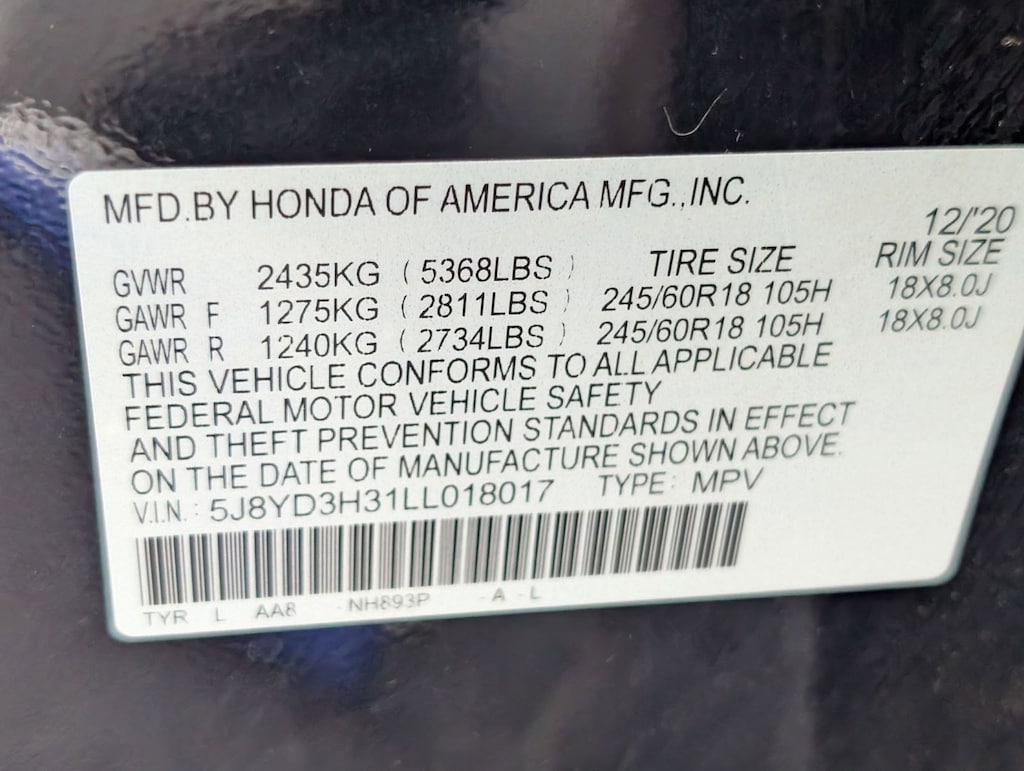 MFD.BY HONDA OF AMERICA MFG.,INC.
12/'20
GVWR 2435KG ( 5368LBS ) TIRE SIZE RIM SIZE
GAWR F 1275KG ( 2811LBS ) 245/60R18 105H 18X8.0J
GAWR R 1240KG ( 2734LBS ) 245/60R18 105H 18X8.0J
THIS VEHICLE CONFORMS TO ALL APPLICABLE
FEDERAL MOTOR VEHICLE SAFETY
AND THEFT PREVENTION STANDARDS IN EFFECT
ON THE DATE OF MANUFACTURE SHOWN ABOVE.
V.I.N.: 5J8YD3H31LL018017 TYPE: MPV
TYR L AA8 -NH893P -A -L